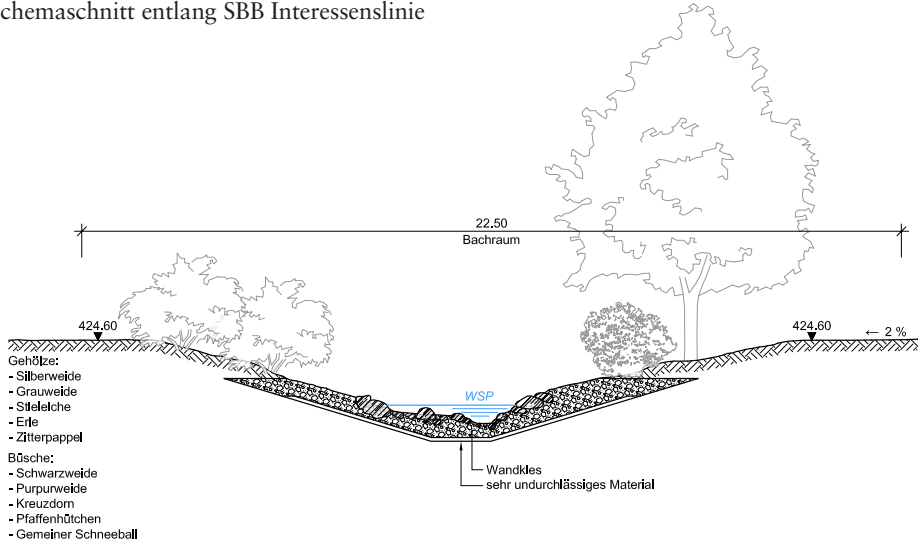 chemaschnitt entlang SBB Interessenslinie
22.50
Bachraum
424.60
424.60
← 2 %
WSP
Gehölze:
- Silberweide
- Grauweide
- Stieleiche
- Erle
- Zitterpappel
Büsche:
- Schwarzweide
- Purpurweide
- Kreuzdorn
- Pfaffenhütchen
- Gemeiner Schneeball
Wandkies
sehr undurchlässiges Material